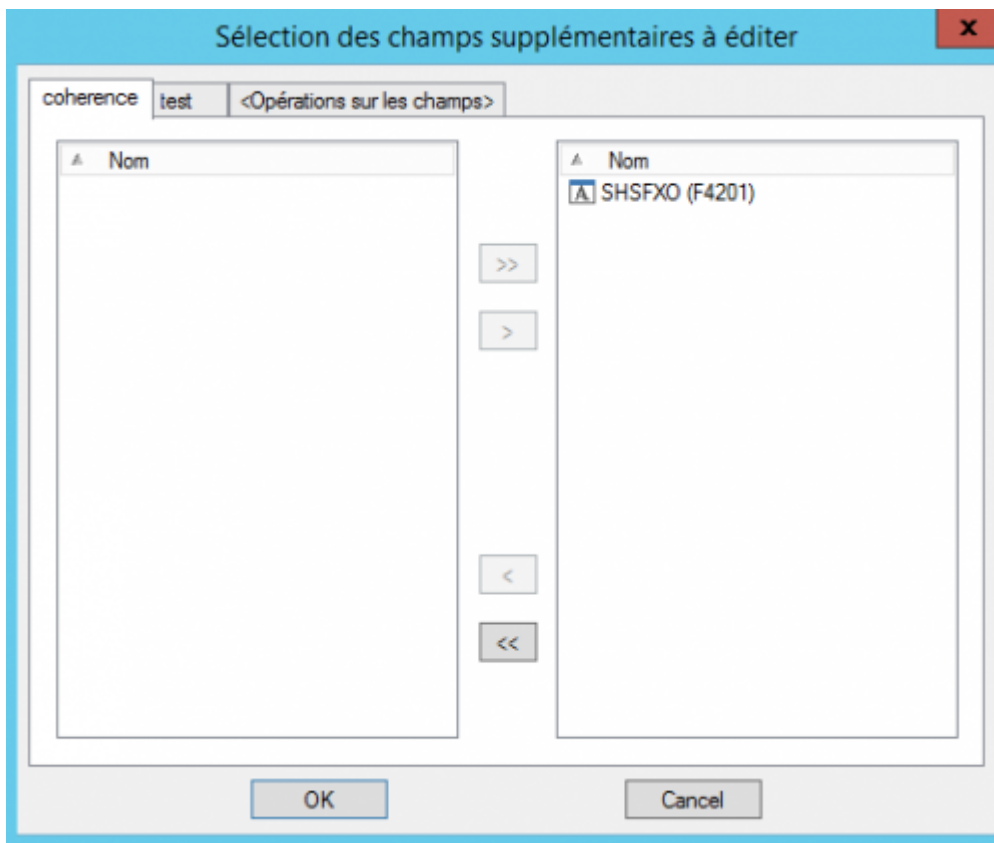 Sélection des champs supplémentaires à éditer
x
coherence test <Opérations sur les champs>
Nom Nom
A SHSFXO (F4201)
>>
>
<
<<
OK Cancel